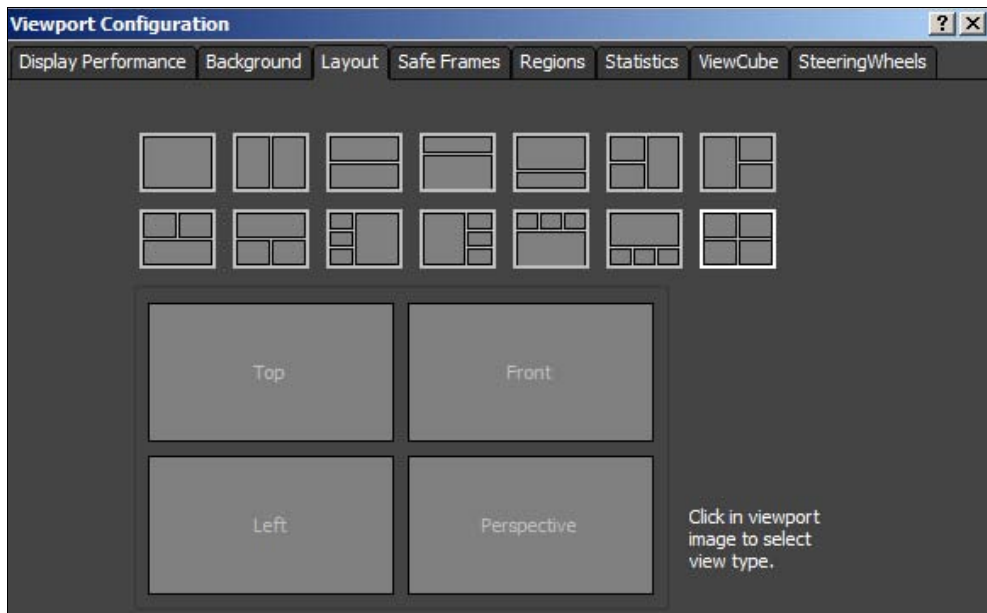 Viewport Configuration
Display Performance Background Layout Safe Frames Regions Statistics ViewCube SteeringWheels
Top Front
Left Perspective
Click in viewport
image to select
view type.